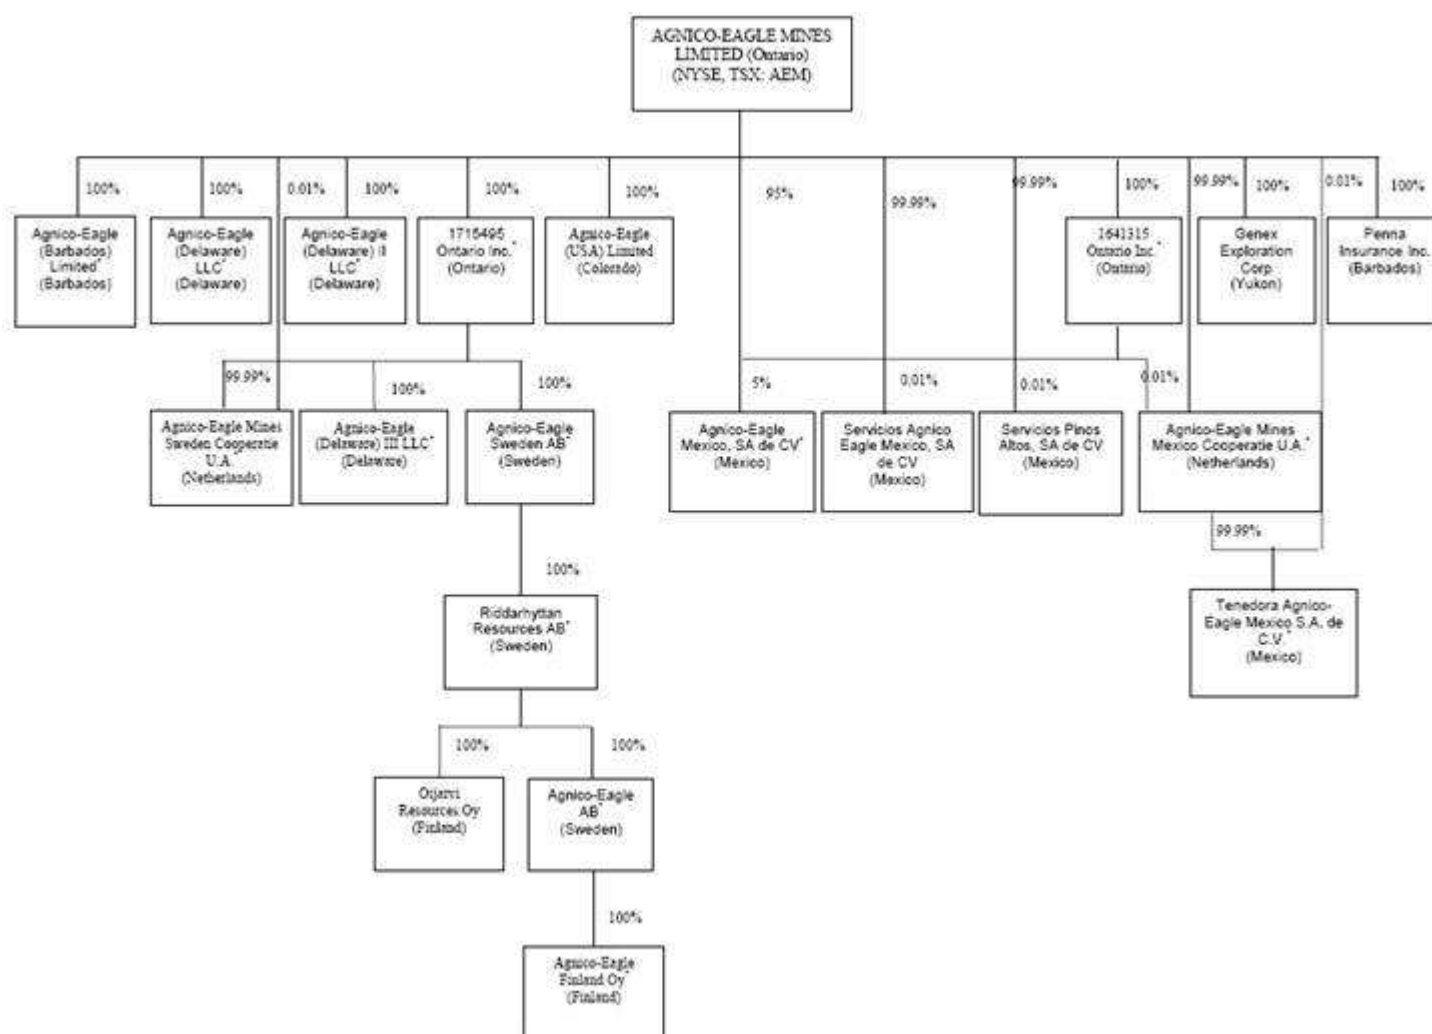 AGNICO-EAGLE MINES
LIMITED (Ontario)
(NYSE, TSX: AEM)
100%
100%
0.01%
100%
100%
100%
95%
99.99%
99.99%
100%
99.99%
100%
0.01%
100%
Agnico-Eagle
(Barbados)
Limited*
(Barbados)
Agnico-Eagle
(Delaware)
LLC*
(Delaware)
Agnico-Eagle
(Delaware) II
LLC*
(Delaware)
1715495
Ontario Inc.*
(Ontario)
Agnico-Eagle
(USA) Limited
(Colorado)
1641315
Ontario Inc.*
(Ontario)
Genex
Exploration
Corp
(Yukon)
Penna
Insurance Inc.
(Barbados)
99.99%
100%
100%
5%
0.01%
0.01%
0.01%
Agnico-Eagle Mines
Sweden Cooperatie
U.A.*
(Netherlands)
Agnico-Eagle
(Delaware) III LLC*
(Delaware)
Agnico-Eagle
Sweden AB*
(Sweden)
Agnico-Eagle
Mexico, SA de CV*
(Mexico)
Servicios Agnico
Eagle Mexico, SA
de CV
(Mexico)
Servicios Pinos
Altos, SA de CV
(Mexico)
Agnico-Eagle Mines
Mexico Cooperatie U.A.*
(Netherlands)
99.99%
100%
Riddarhyttan
Resources AB*
(Sweden)
Tenedora Agnico-
Eagle Mexico S.A. de
C.V.*
(Mexico)
100%
100%
Oijarvi
Resources Oy
(Finland)
Agnico-Eagle
AB*
(Sweden)
100%
Agnico-Eagle
Finland Oy*
(Finland)